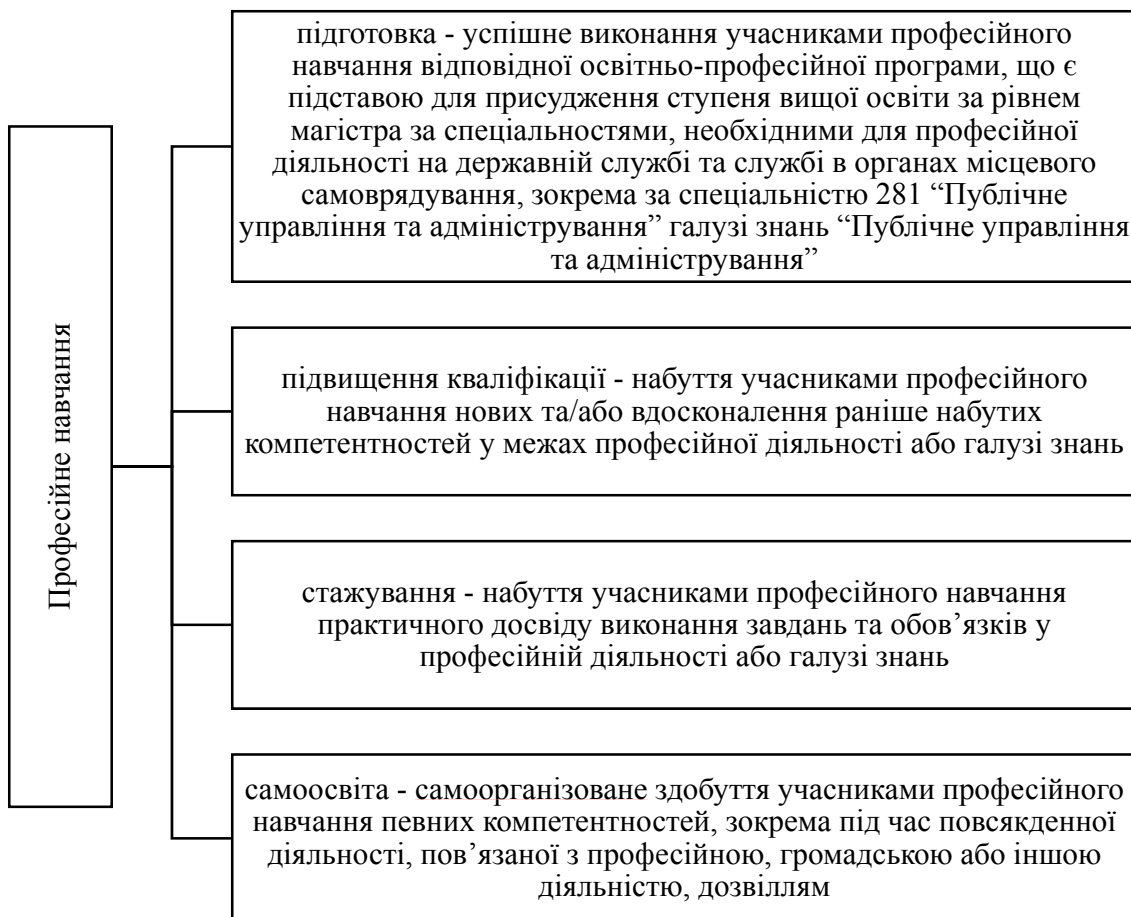 Професійне навчання
підготовка - успішне виконання учасниками професійного
навчання відповідної освітньо-професійної програми, що є
підставою для присудження ступеня вищої освіти за рівнем
магістра за спеціальностями, необхідними для професійної
діяльності на державній службі та службі в органах місцевого
самоврядування, зокрема за спеціальністю 281 “Публічне
управління та адміністрування” галузі знань “Публічне управління
та адміністрування”
підвищення кваліфікації - набуття учасниками професійного
навчання нових та/або вдосконалення раніше набутих
компетентностей у межах професійної діяльності або галузі знань
стажування - набуття учасниками професійного навчання
практичного досвіду виконання завдань та обов’язків у
професійній діяльності або галузі знань
самоосвіта - самоорганізоване здобуття учасниками професійного
навчання певних компетентностей, зокрема під час повсякденної
діяльності, пов’язаної з професійною, громадською або іншою
діяльністю, дозвіллям